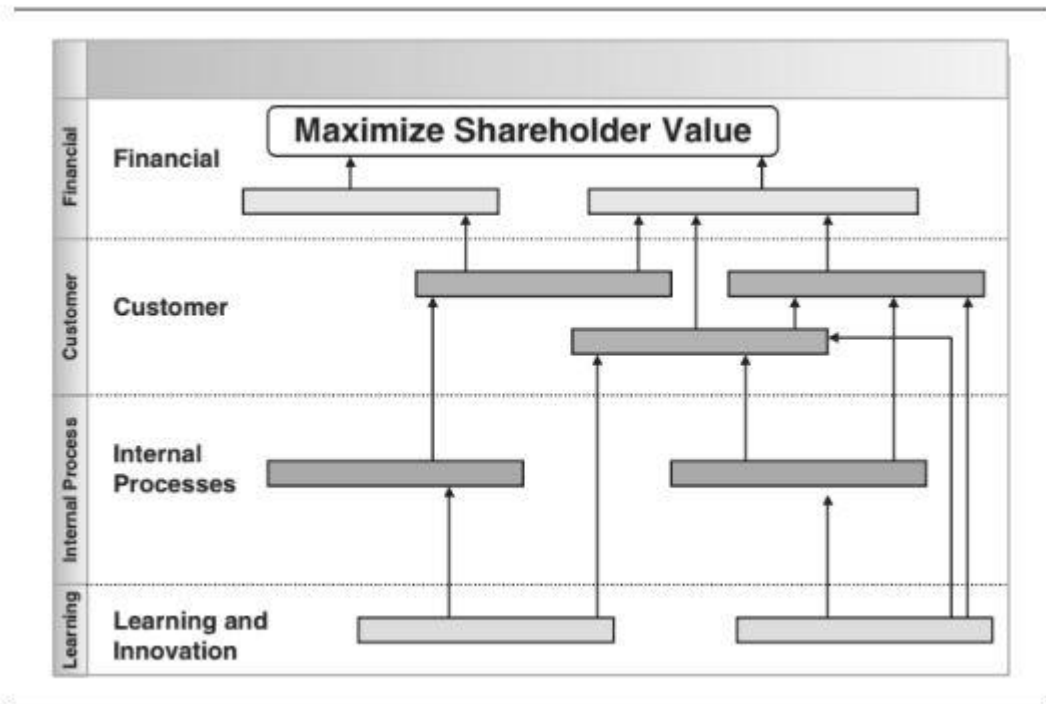 Financial
Maximize Shareholder Value
Financial
Customer
Customer
Internal Process
Internal
Processes
Learning
Learning and
Innovation